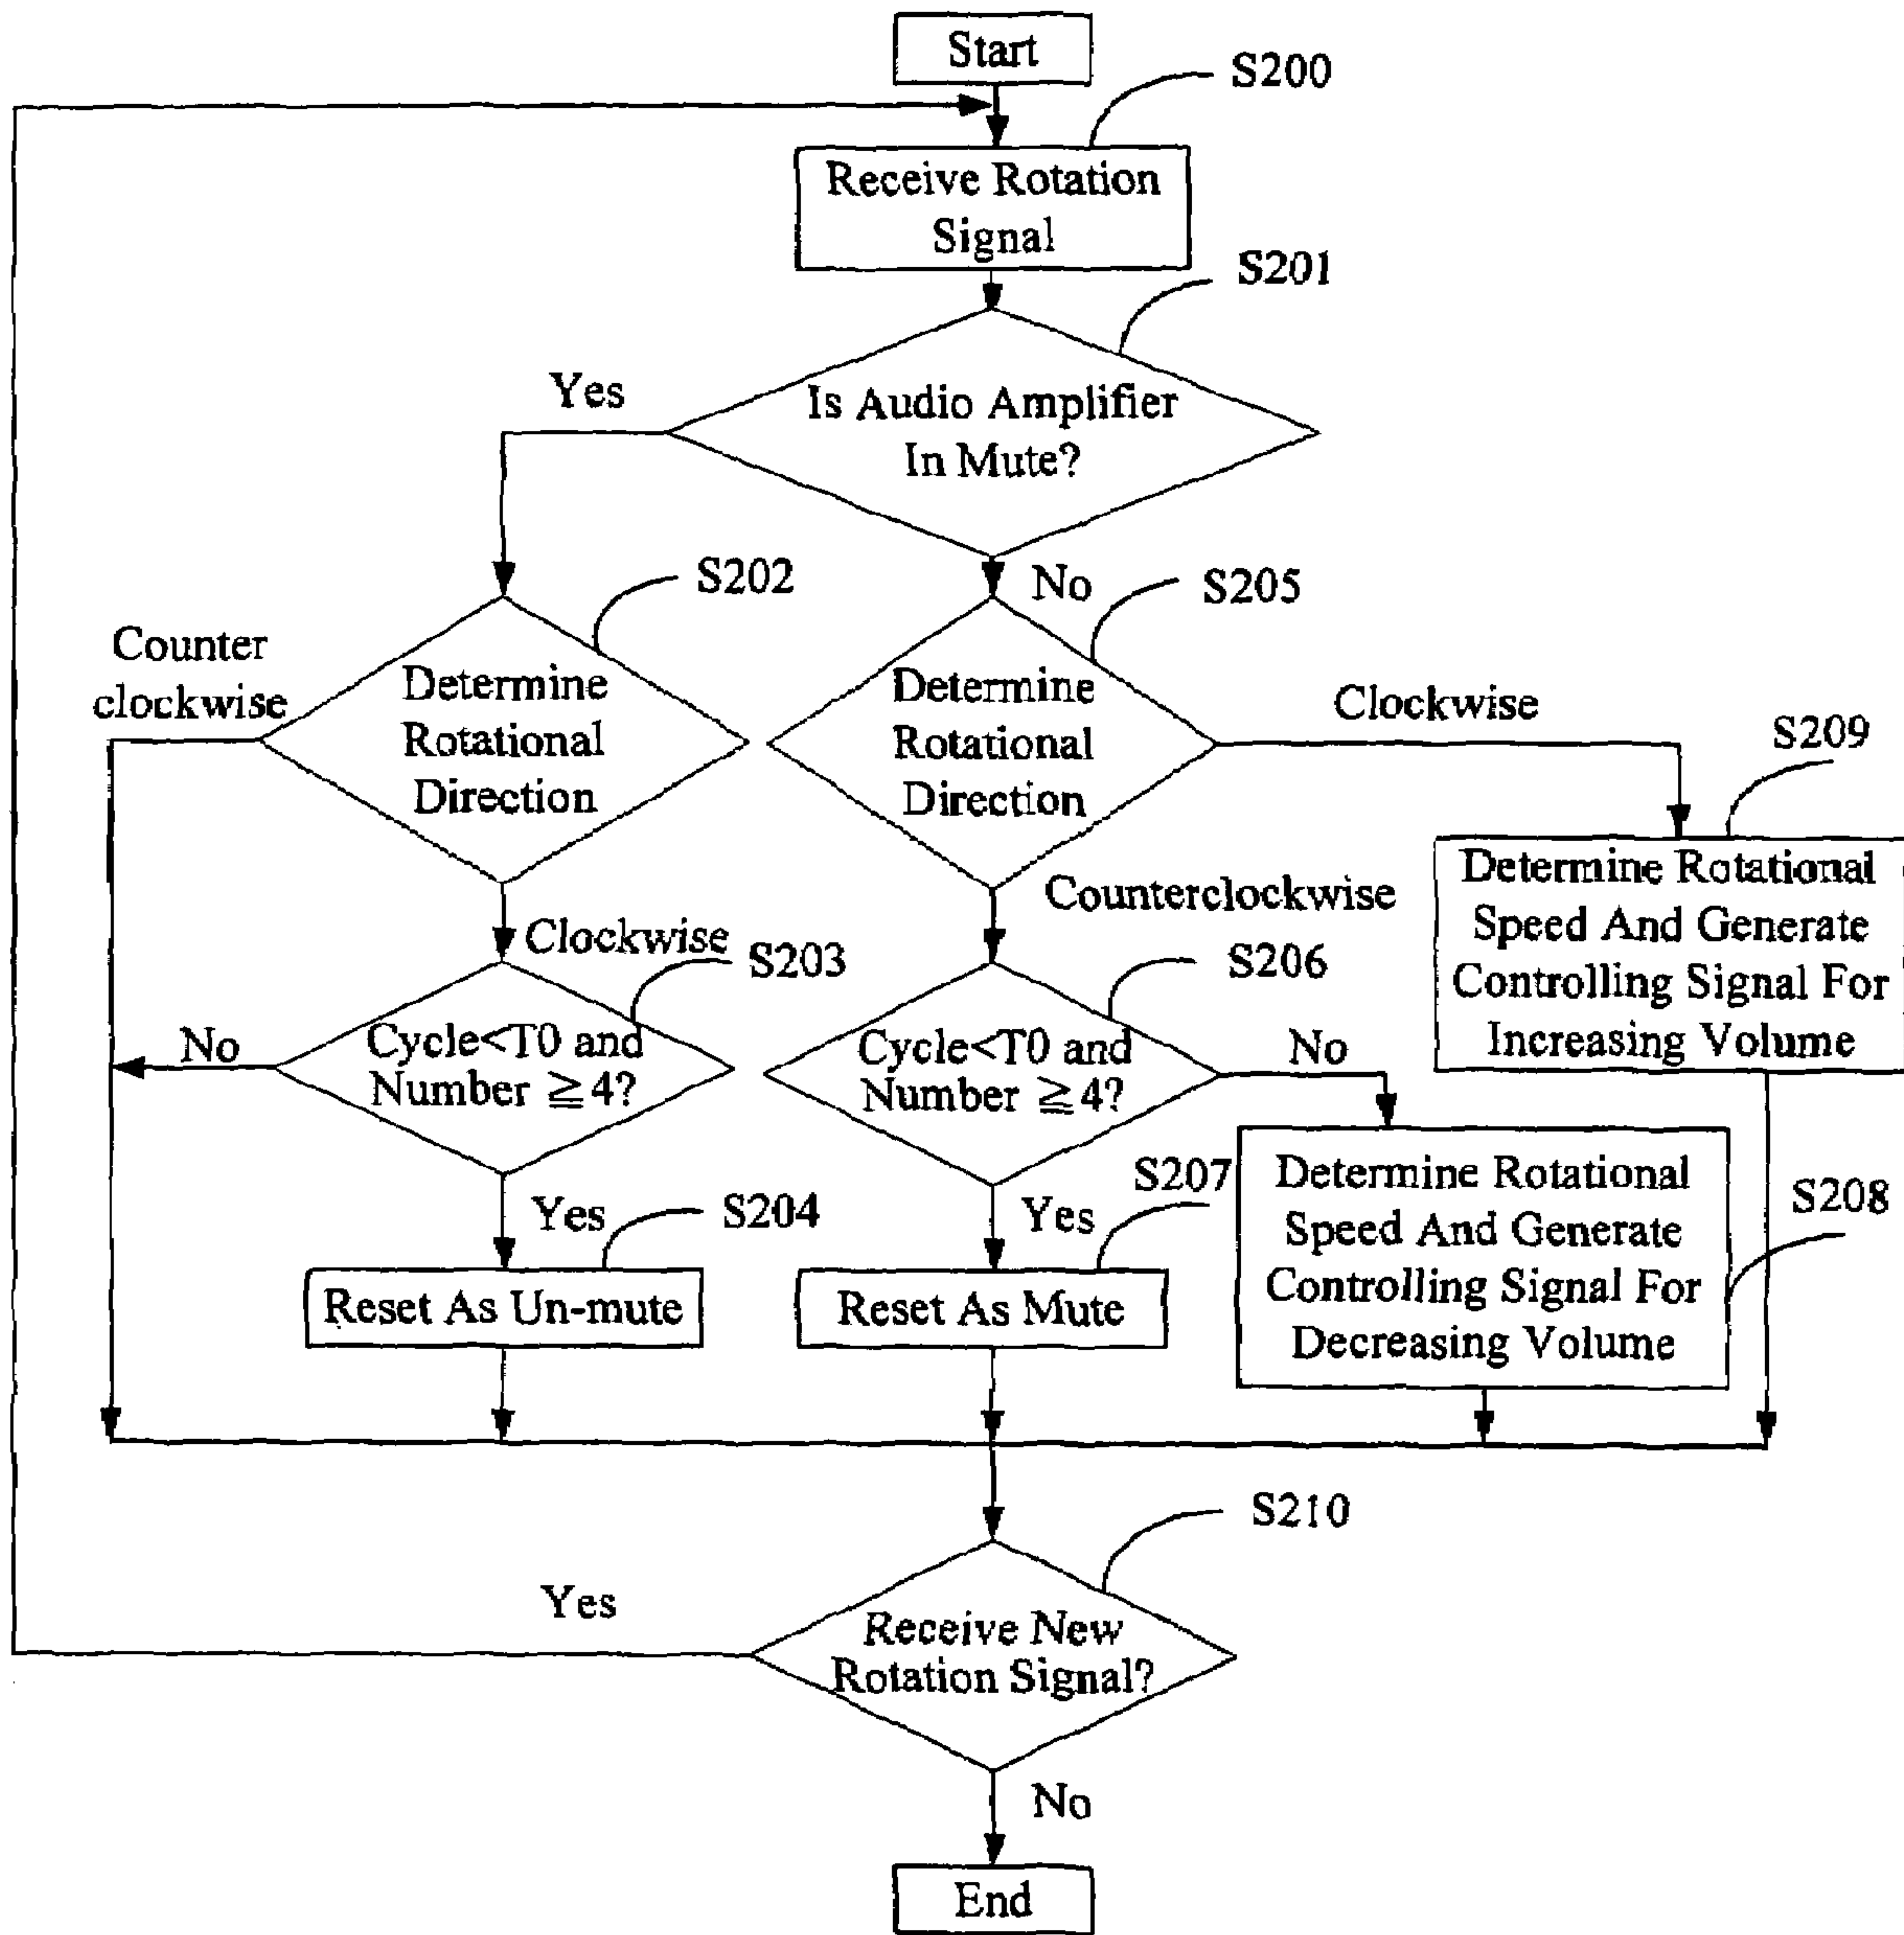 Start
S200
Receive Rotation
Signal
S201
Yes
Is Audio Amplifier
In Mute?
S202
No
S205
Counter
clockwise
Determine
Rotational
Direction
Determine
Rotational
Direction
Clockwise
S209
Determine Rotational
Speed And Generate
Controlling Signal For
Increasing Volume
Clockwise
S203
Counterclockwise
S206
No
Cycle<T0 and
Number ≧4?
Cycle<T0 and
Number ≧4?
No
Yes
S204
Yes
S207
Determine Rotational
Speed And Generate
Controlling Signal For
Decreasing Volume
S208
Reset As Un-mute
Reset As Mute
S210
Yes
Receive New
Rotation Signal?
No
End